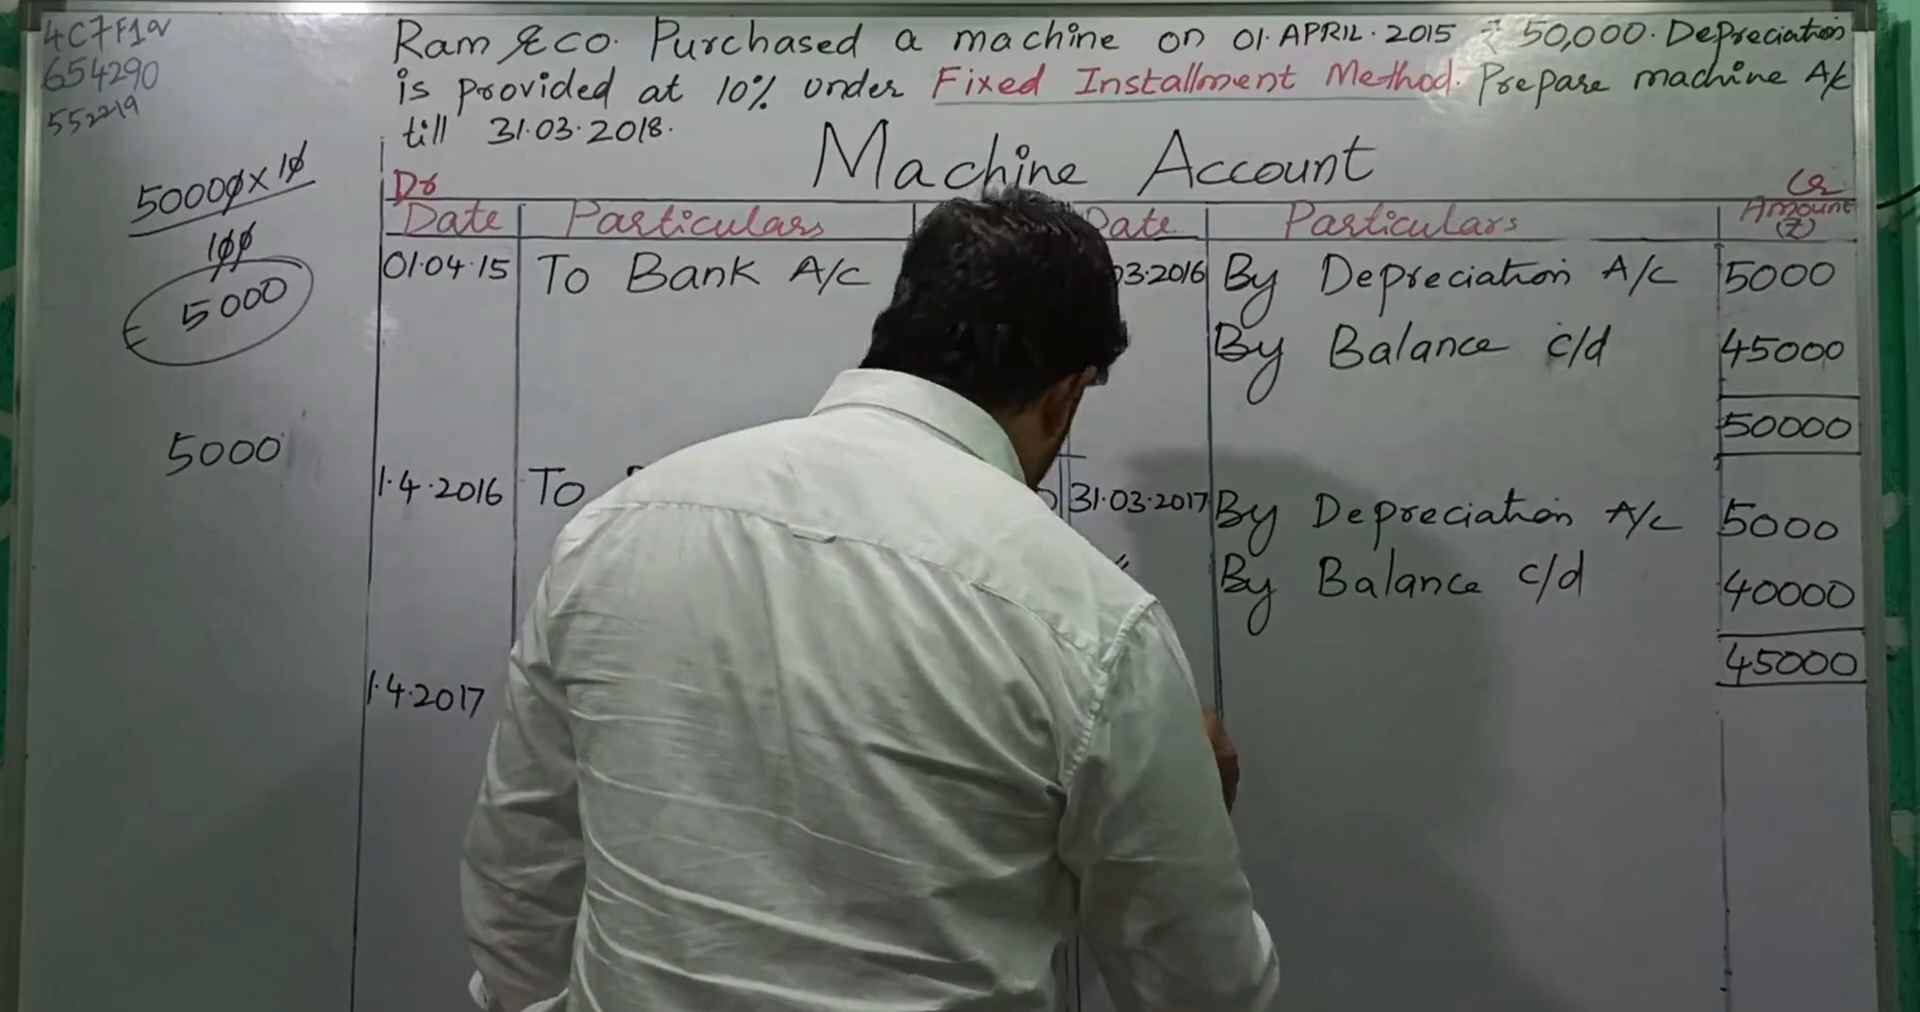 4C7F1a
654290
552219
Ram & CO. Purchased a machine on 01.APRIL.2015 ₹ 50,000. Depreciation
is provided at 10% under Fixed Installment Method. Prepare machine A/c
till 31.03.2018.
Machine Account
50000 x 10
100
= 5000
5000
Dr
Cr
Date Particulars Date Particulars Amount (₹)
01.04.15 To Bank A/c 03.2016 By Depreciation A/c 5000
By Balance c/d 45000
50000
1.4.2016 To 31.03.2017 By Depreciation A/c 5000
By Balance c/d 40000
45000
1.4.2017